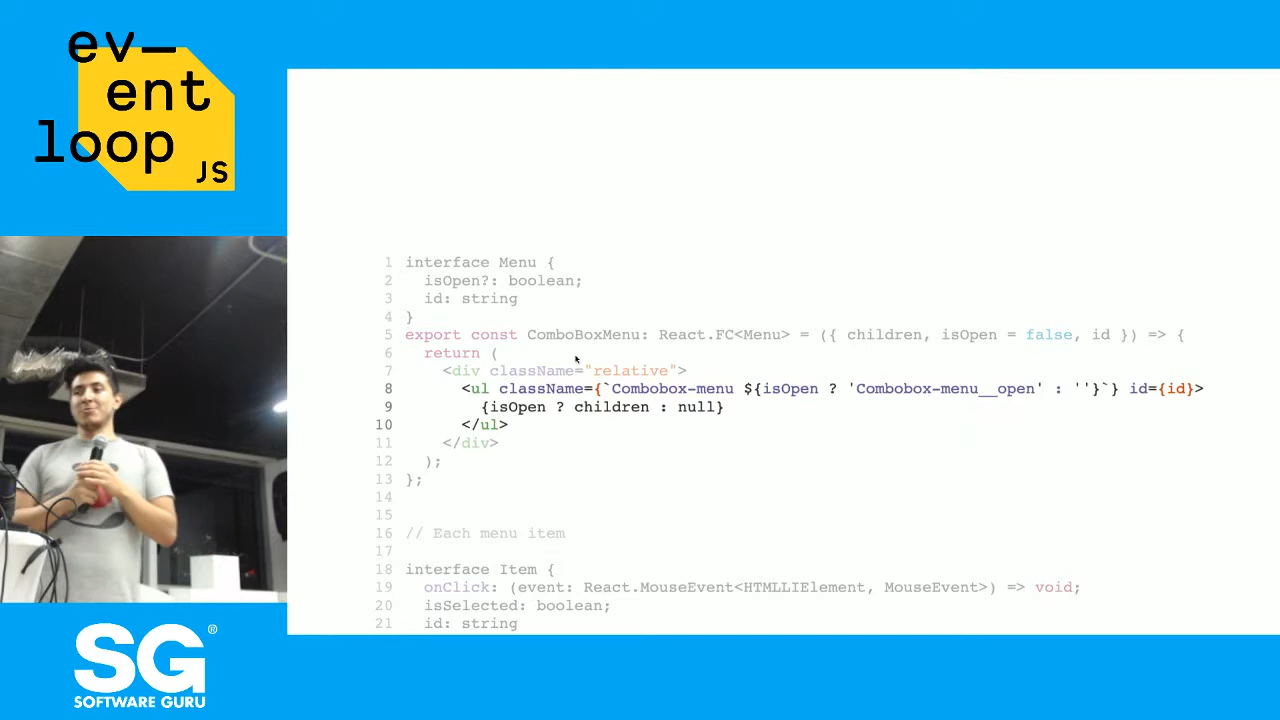 ev—
ent
loop
JS
1 interface Menu {
2   isOpen?: boolean;
3   id: string
4 }
5 export const ComboBoxMenu: React.FC<Menu> = ({ children, isOpen = false, id }) => {
6   return (
7     <div className="relative">
8       <ul className={`Combobox-menu ${isOpen ? 'Combobox-menu__open' : ''}`} id={id}>
9         {isOpen ? children : null}
10       </ul>
11     </div>
12   );
13 };
14
15
16 // Each menu item
17
18 interface Item {
19   onClick: (event: React.MouseEvent<HTMLLIElement, MouseEvent>) => void;
20   isSelected: boolean;
21   id: string
SG®
SOFTWARE GURU